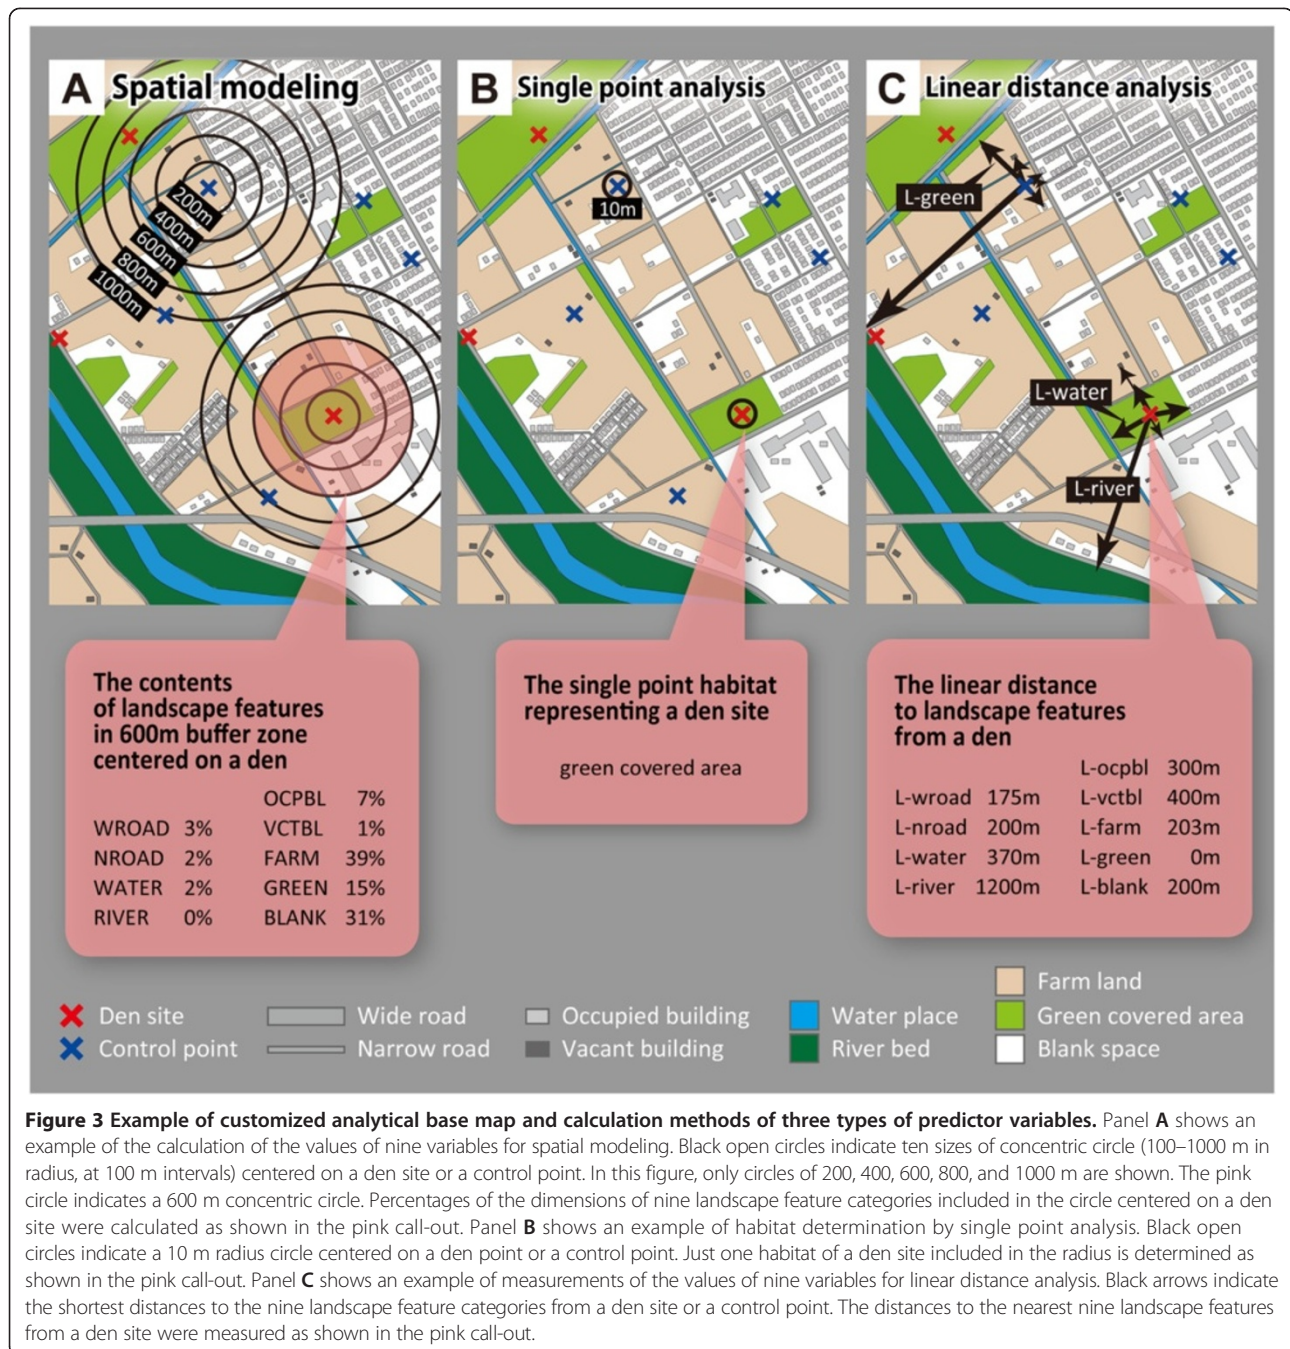 A Spatial modeling
200m
400m
600m
800m
1000m
B Single point analysis
10m
C Linear distance analysis
L-green
L-water
L-river
The contents
of landscape features
in 600m buffer zone
centered on a den
OCPBL 7%
WROAD 3% VCTBL 1%
NROAD 2% FARM 39%
WATER 2% GREEN 15%
RIVER 0% BLANK 31%
The single point habitat
representing a den site
green covered area
The linear distance
to landscape features
from a den
L-ocpbl 300m
L-wroad 175m L-vctbl 400m
L-nroad 200m L-farm 203m
L-water 370m L-green 0m
L-river 1200m L-blank 200m
Farm land
Den site Wide road Occupied building Water place Green covered area
Control point Narrow road Vacant building River bed Blank space
Figure 3 Example of customized analytical base map and calculation methods of three types of predictor variables. Panel A shows an
example of the calculation of the values of nine variables for spatial modeling. Black open circles indicate ten sizes of concentric circle (100–1000 m in
radius, at 100 m intervals) centered on a den site or a control point. In this figure, only circles of 200, 400, 600, 800, and 1000 m are shown. The pink
circle indicates a 600 m concentric circle. Percentages of the dimensions of nine landscape feature categories included in the circle centered on a den
site were calculated as shown in the pink call-out. Panel B shows an example of habitat determination by single point analysis. Black open
circles indicate a 10 m radius circle centered on a den point or a control point. Just one habitat of a den site included in the radius is determined as
shown in the pink call-out. Panel C shows an example of measurements of the values of nine variables for linear distance analysis. Black arrows indicate
the shortest distances to the nine landscape feature categories from a den site or a control point. The distances to the nearest nine landscape features
from a den site were measured as shown in the pink call-out.